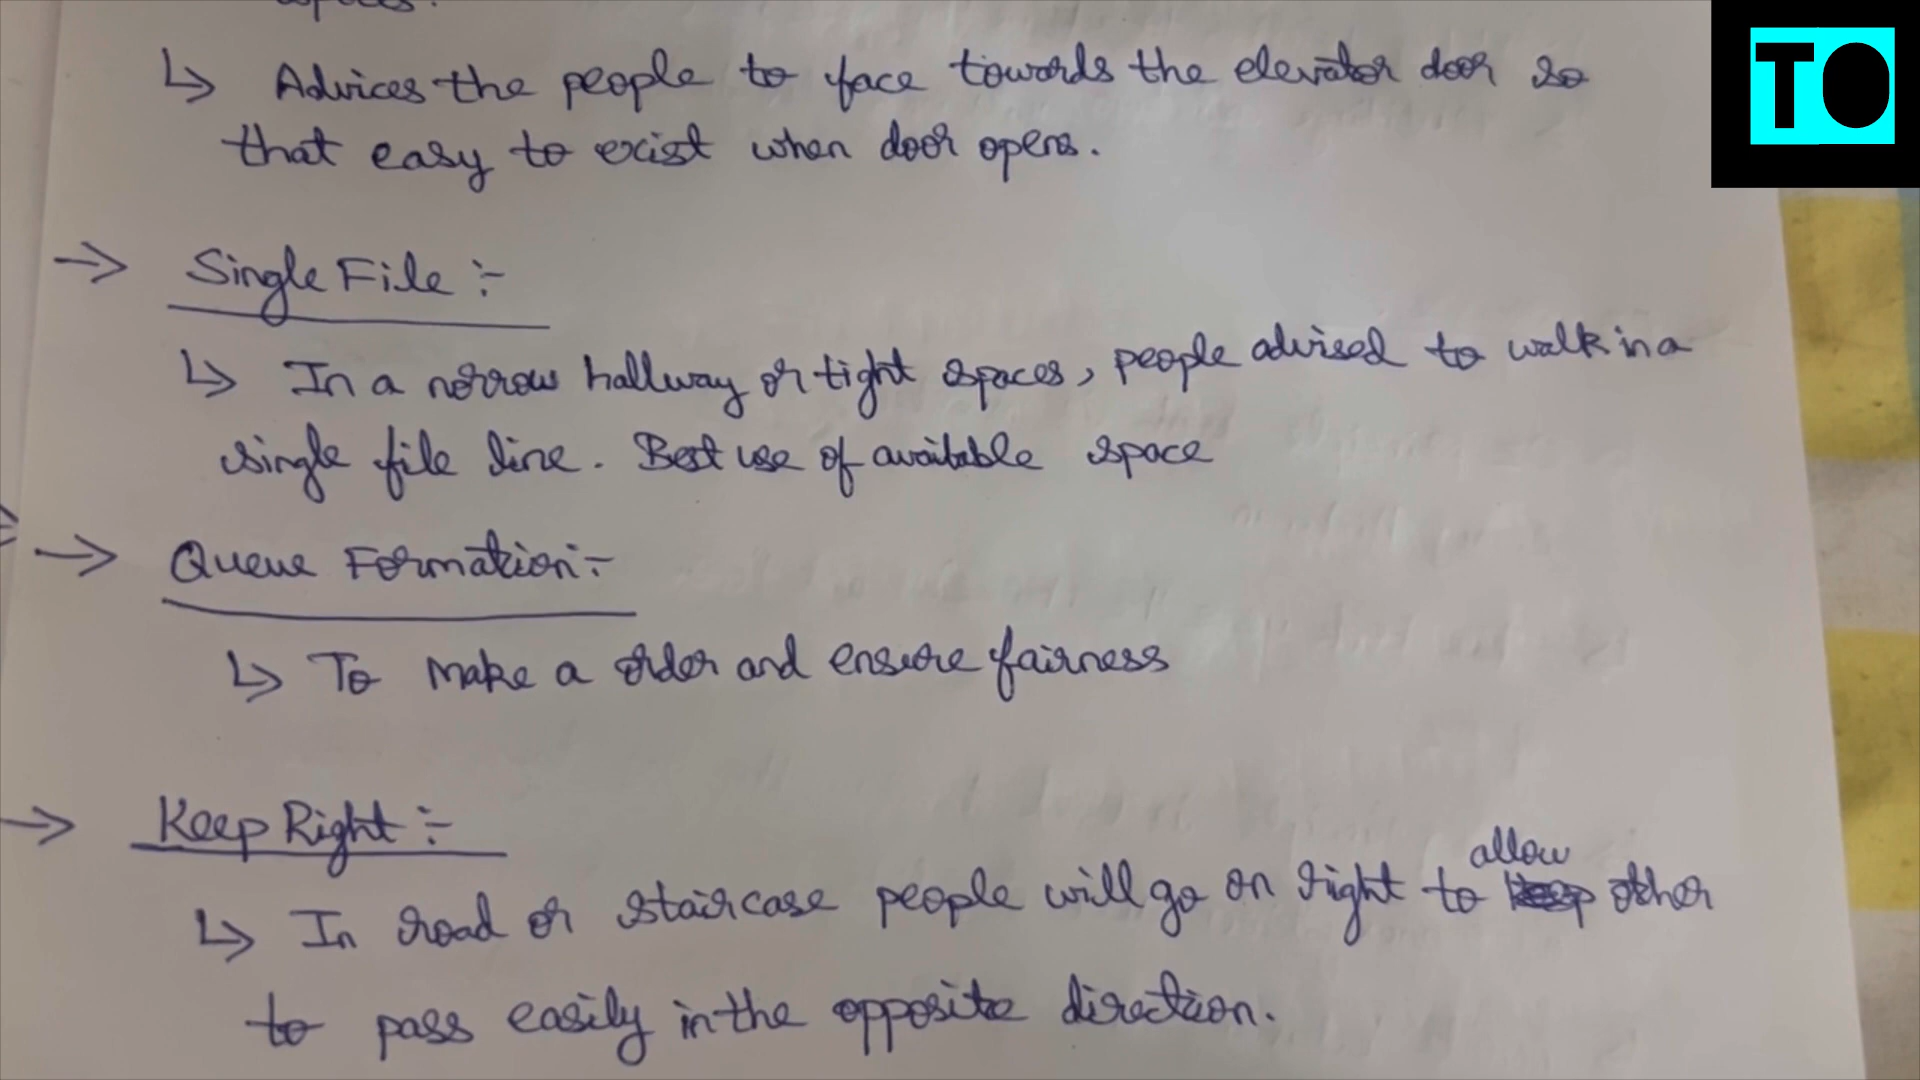 spaces.
↳ Advices the people to face towards the elevator door so
that easy to exist when door opens.
→ Single File :-
↳ In a norrow hallway or tight spaces, people advised to walk in a
single file line. Best use of available space
→ Queue Formation:-
↳ To make a order and ensure fairness
→ Keep Right :-
allow
↳ In road or staircase people will go on right to keep other
to pass easily in the opposite direction.
TO